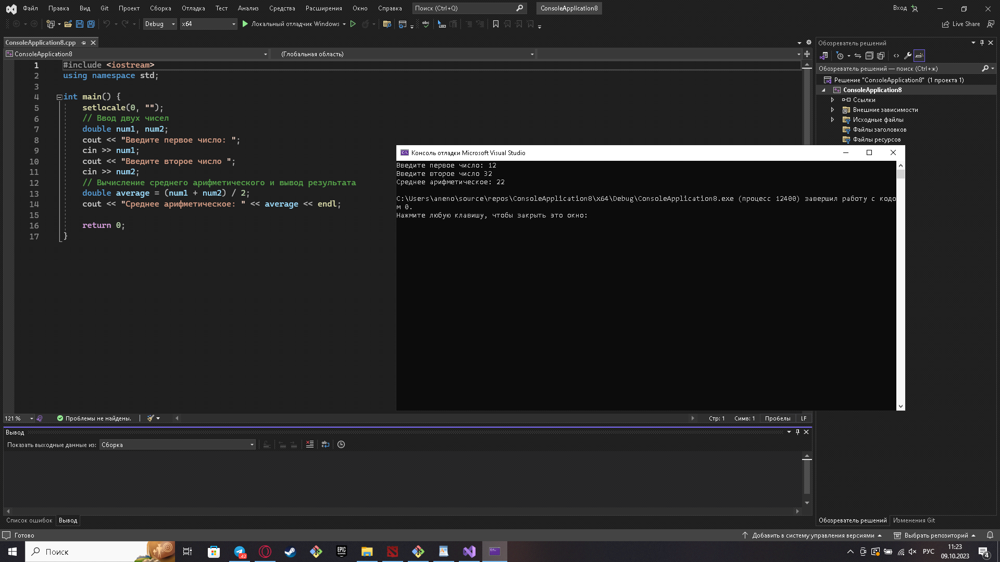 Файл Правка Вид Git Проект Сборка Отладка Тест Анализ Средства Расширения Окно Справка Поиск (Ctrl+Q) ConsoleApplication8 Вход
Debug x64 Локальный отладчик Windows Live Share
ConsoleApplication8.cpp
ConsoleApplication8 (Глобальная область)
1 #include <iostream>
2 using namespace std;
3
4 int main() {
5 setlocale(0, "");
6 // Ввод двух чисел
7 double num1, num2;
8 cout << "Введите первое число: ";
9 cin >> num1;
10 cout << "Введите второе число ";
11 cin >> num2;
12 // Вычисление среднего арифметического и вывод результата
13 double average = (num1 + num2) / 2;
14 cout << "Среднее арифметическое: " << average << endl;
15
16 return 0;
17 }
Консоль отладки Microsoft Visual Studio
Введите первое число: 12
Введите второе число 32
Среднее арифметическое: 22
C:\Users\aneno\source\repos\ConsoleApplication8\x64\Debug\ConsoleApplication8.exe (процесс 12400) завершил работу с кодо
м 0.
Нажмите любую клавишу, чтобы закрыть это окно:
Обозреватель решений
Обозреватель решений — поиск (Ctrl+ж)
Решение "ConsoleApplication8" (1 проекта 1)
ConsoleApplication8
Ссылки
Внешние зависимости
Исходные файлы
Файлы заголовков
Файлы ресурсов
121 % Проблемы не найдены. Стр: 1 Симв: 1 Пробелы LF
Вывод
Показать выходные данные из: Сборка
Список ошибок Вывод
Обозреватель решений Изменения Git
Готово Добавить в систему управления версиями Выбрать репозиторий
Поиск
42
EPIC GAMES
РУС
11:23
09.10.2023
4